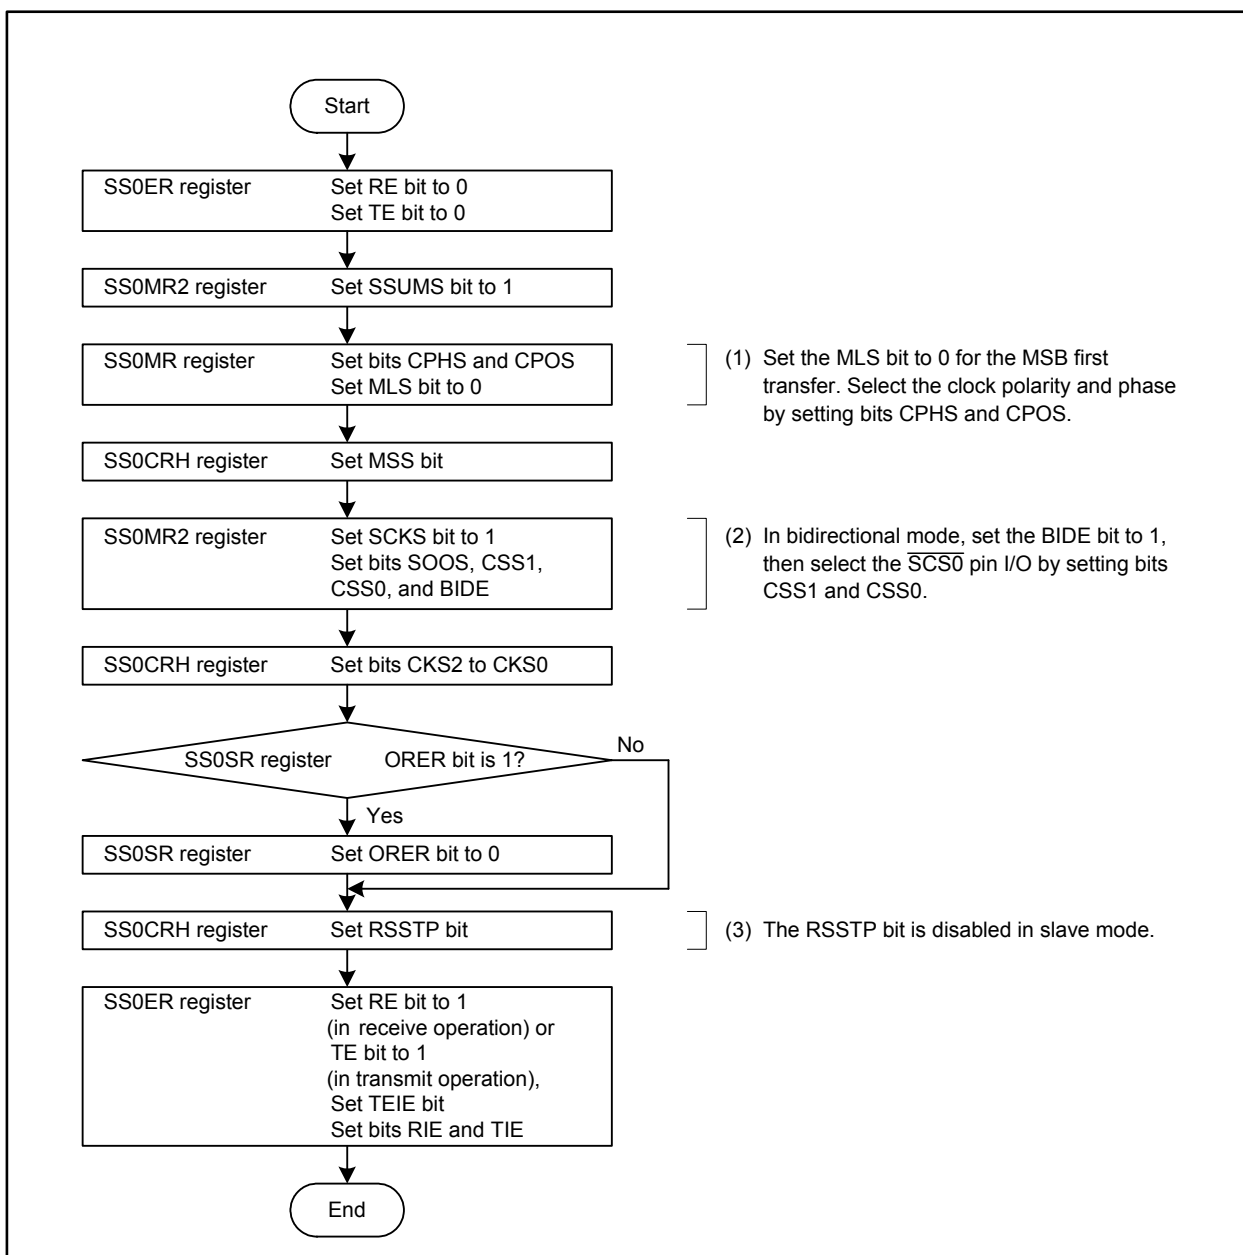 Start
SS0ER register Set RE bit to 0
Set TE bit to 0
SS0MR2 register Set SSUMS bit to 1
SS0MR register Set bits CPHS and CPOS
Set MLS bit to 0
(1) Set the MLS bit to 0 for the MSB first
transfer. Select the clock polarity and phase
by setting bits CPHS and CPOS.
SS0CRH register Set MSS bit
SS0MR2 register Set SCKS bit to 1
Set bits SOOS, CSS1,
CSS0, and BIDE
(2) In bidirectional mode, set the BIDE bit to 1,
then select the S̅C̅S̅0̅ pin I/O by setting bits
CSS1 and CSS0.
SS0CRH register Set bits CKS2 to CKS0
SS0SR register ORER bit is 1?
No
Yes
SS0SR register Set ORER bit to 0
SS0CRH register Set RSSTP bit
(3) The RSSTP bit is disabled in slave mode.
SS0ER register Set RE bit to 1
(in receive operation) or
TE bit to 1
(in transmit operation),
Set TEIE bit
Set bits RIE and TIE
End